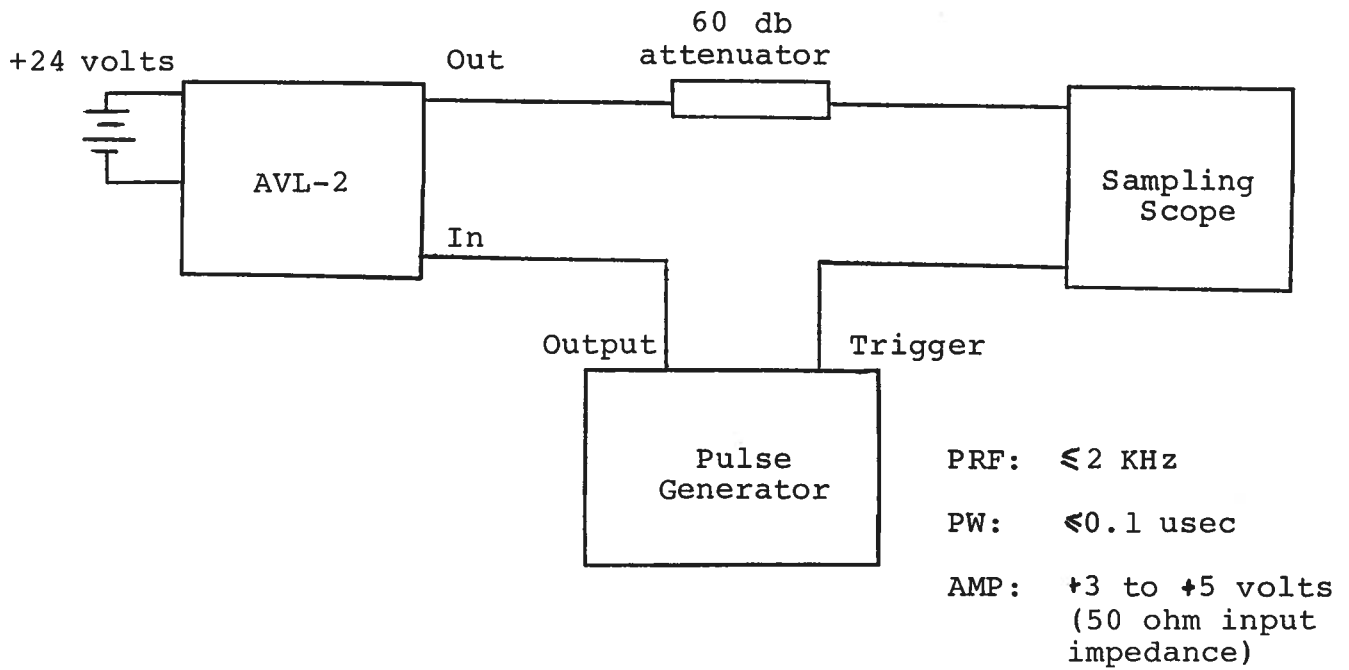 60 db
attenuator
+24 volts
Out
AVL-2
Sampling
Scope
In
Output
Trigger
Pulse
Generator
PRF: ≤2 KHz
PW: ≤0.1 usec
AMP: +3 to +5 volts
(50 ohm input
impedance)